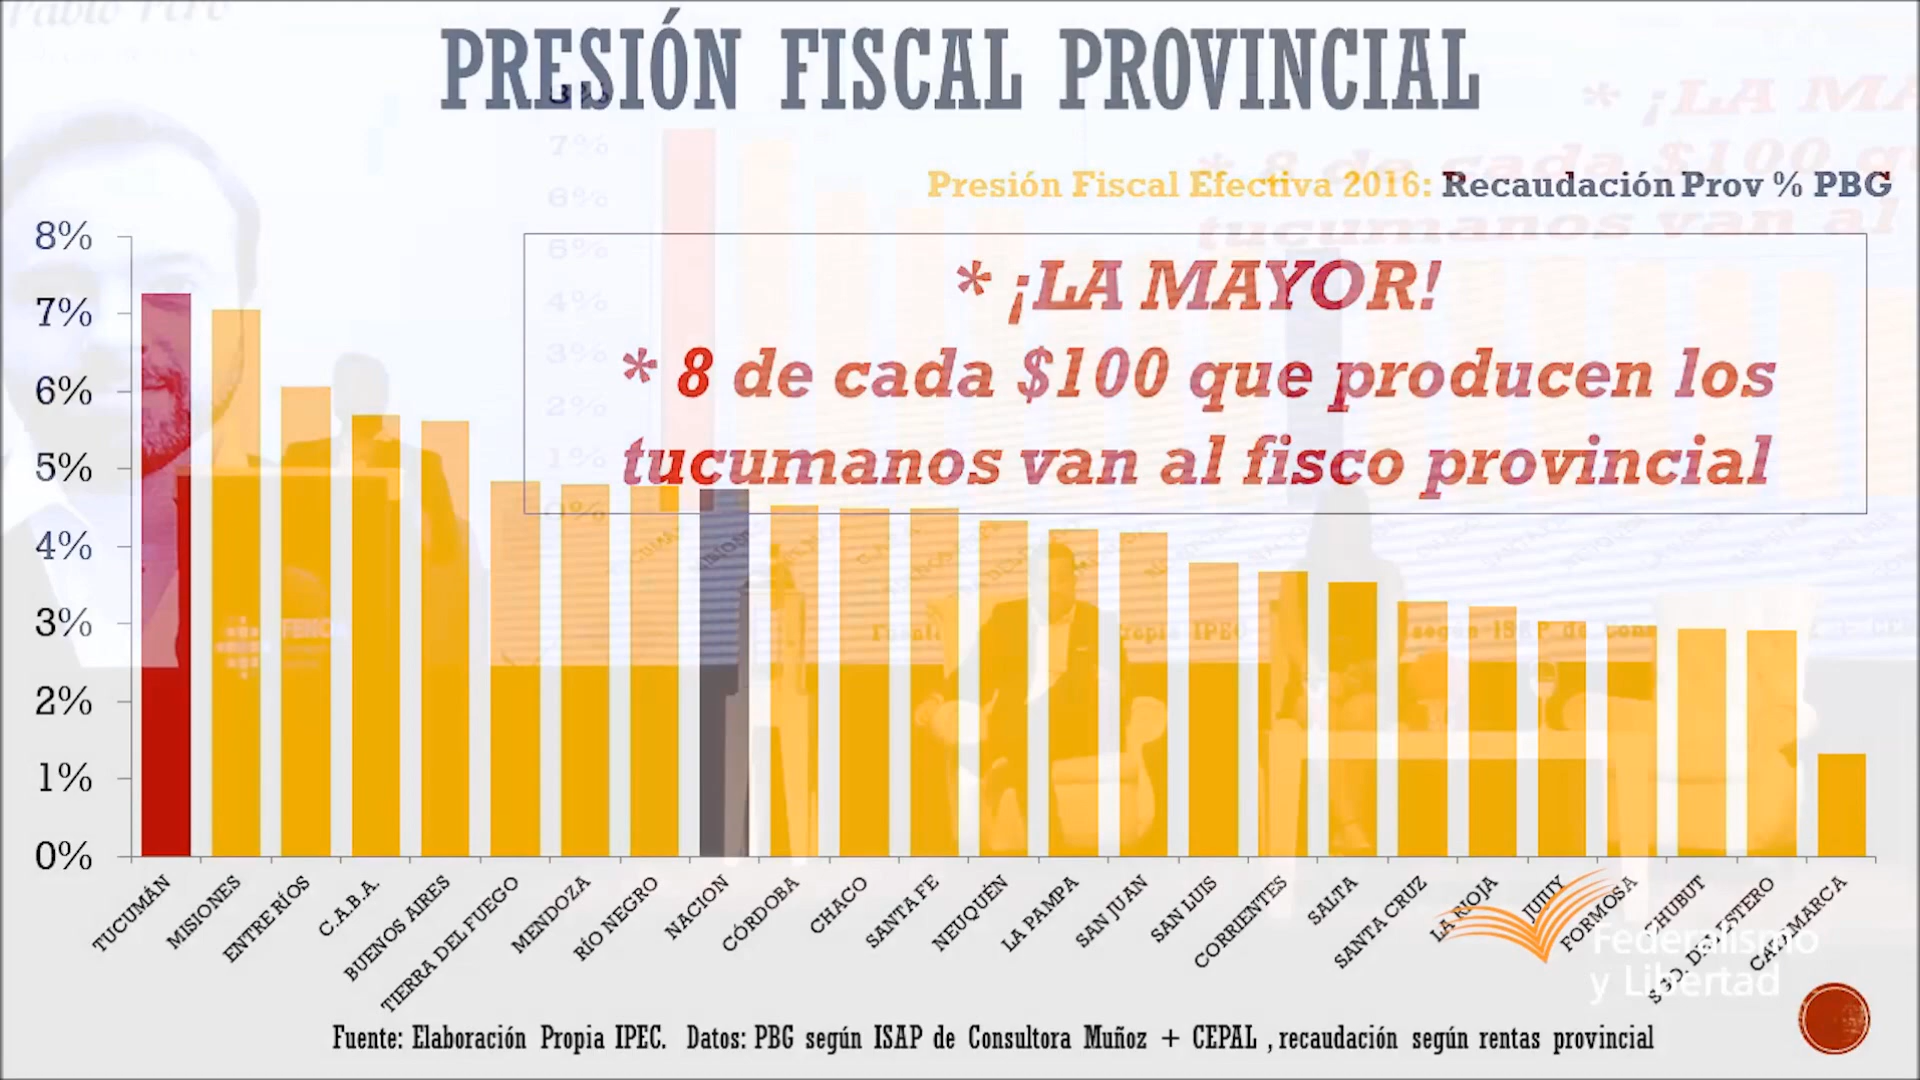 PRESIÓN FISCAL PROVINCIAL
Presión Fiscal Efectiva 2016: Recaudación Prov % PBG
* ¡LA MAYOR!
* 8 de cada $100 que producen los
tucumanos van al fisco provincial
8%
7%
6%
5%
4%
3%
2%
1%
0%
TUCUMÁN
MISIONES
ENTRE RÍOS
C.A.B.A.
BUENOS AIRES
TIERRA DEL FUEGO
MENDOZA
RÍO NEGRO
NACION
CÓRDOBA
CHACO
SANTA FE
NEUQUÉN
LA PAMPA
SAN JUAN
SAN LUIS
CORRIENTES
SALTA
SANTA CRUZ
LA RIOJA
JUJUY
FORMOSA
CHUBUT
SGO. DEL ESTERO
CATAMARCA
Federalismo
y Libertad
Fuente: Elaboración Propia IPEC. Datos: PBG según ISAP de Consultora Muñoz + CEPAL , recaudación según rentas provincial